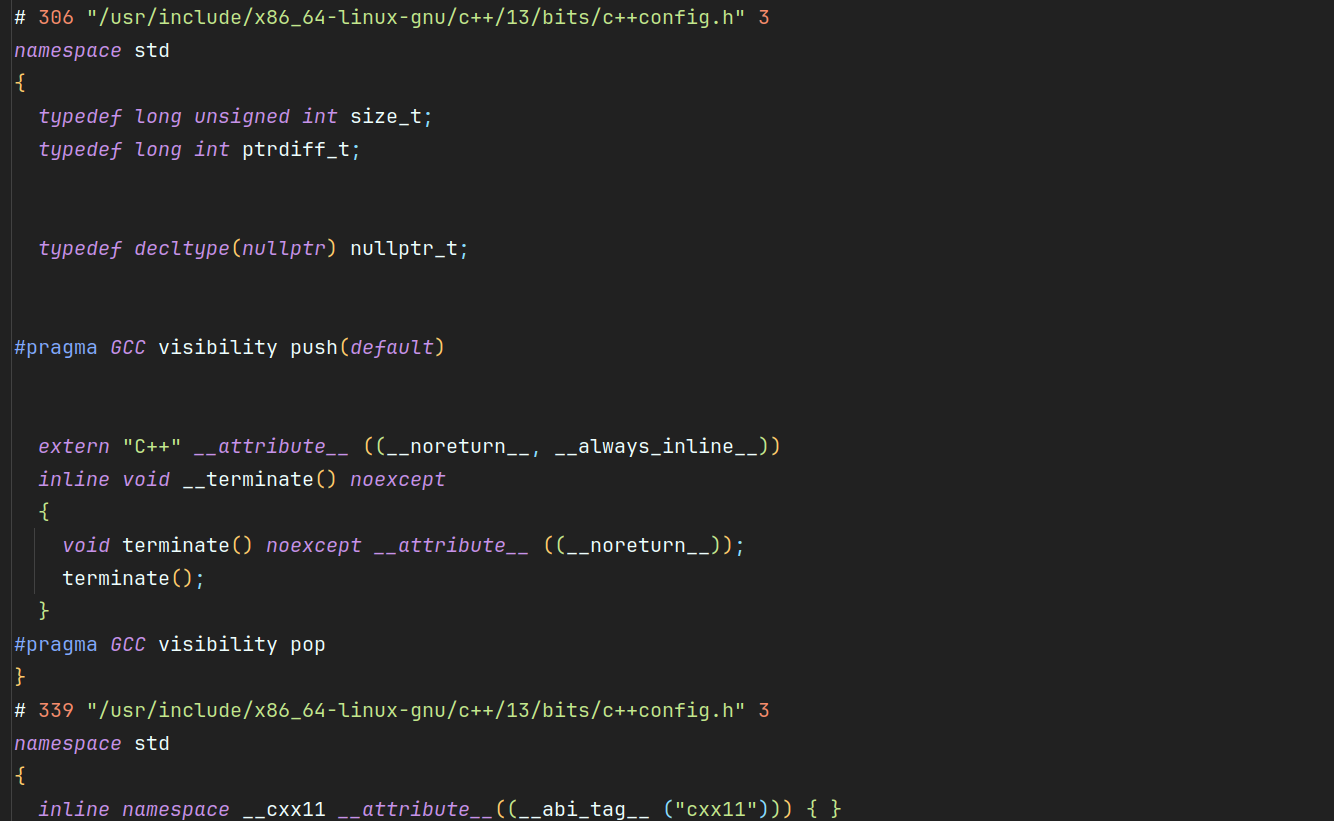 # 306 "/usr/include/x86_64-linux-gnu/c++/13/bits/c++config.h" 3
namespace std
{
  typedef long unsigned int size_t;
  typedef long int ptrdiff_t;
  typedef decltype(nullptr) nullptr_t;
#pragma GCC visibility push(default)
  extern "C++" __attribute__ ((__noreturn__, __always_inline__))
  inline void __terminate() noexcept
  {
    void terminate() noexcept __attribute__ ((__noreturn__));
    terminate();
  }
#pragma GCC visibility pop
}
# 339 "/usr/include/x86_64-linux-gnu/c++/13/bits/c++config.h" 3
namespace std
{
  inline namespace __cxx11 __attribute__((__abi_tag__ ("cxx11"))) { }